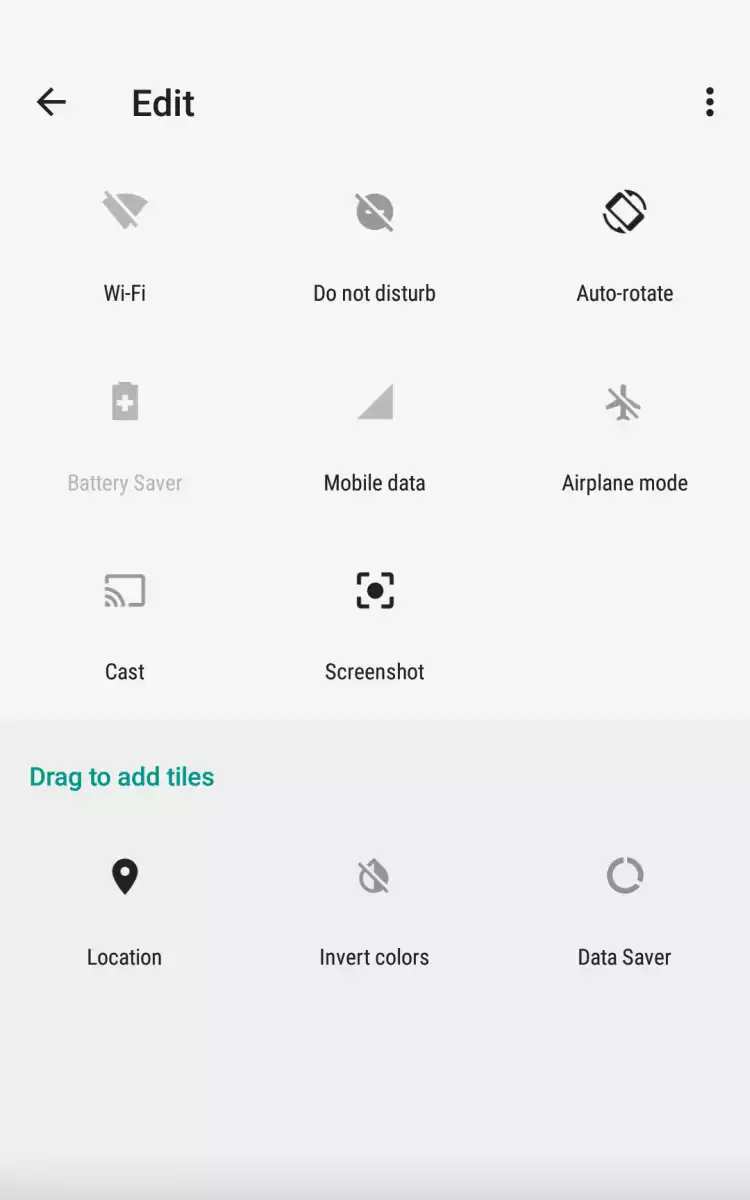 Edit
Wi-Fi
Do not disturb
Auto-rotate
Battery Saver
Mobile data
Airplane mode
Cast
Screenshot
Drag to add tiles
Location
Invert colors
Data Saver